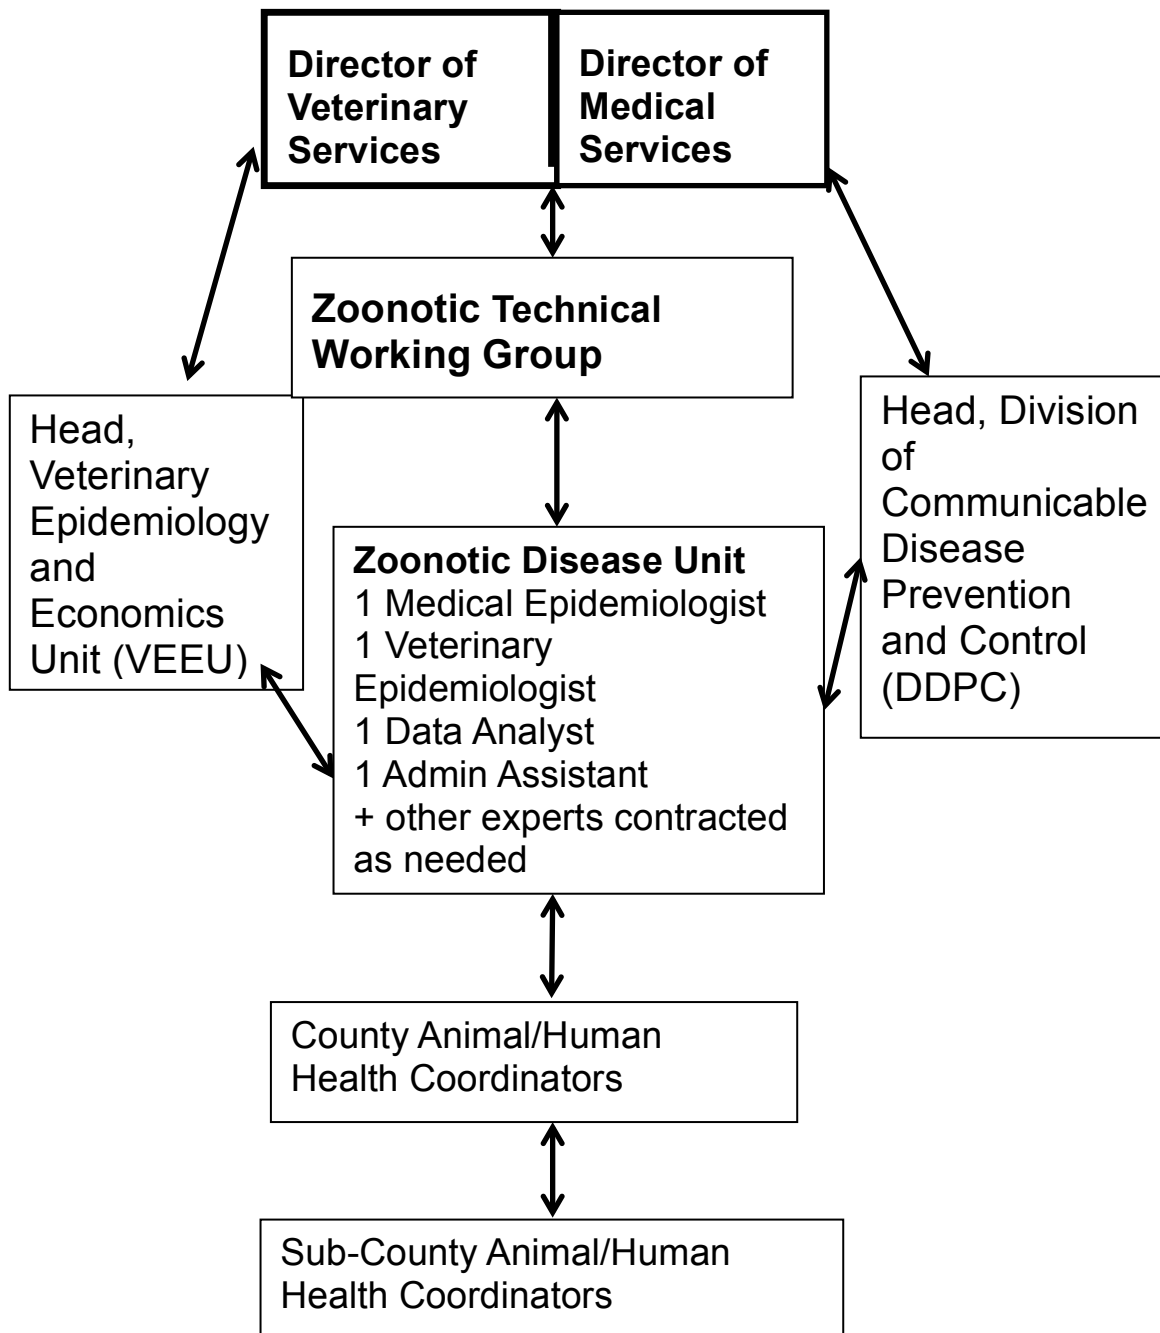 Director of
Veterinary
Services
Director of
Medical
Services
Zoonotic Technical
Working Group
Head,
Veterinary
Epidemiology
and
Economics
Unit (VEEU)
Zoonotic Disease Unit
1 Medical Epidemiologist
1 Veterinary
Epidemiologist
1 Data Analyst
1 Admin Assistant
+ other experts contracted
as needed
Head, Division
of
Communicable
Disease
Prevention
and Control
(DDPC)
County Animal/Human
Health Coordinators
Sub-County Animal/Human
Health Coordinators